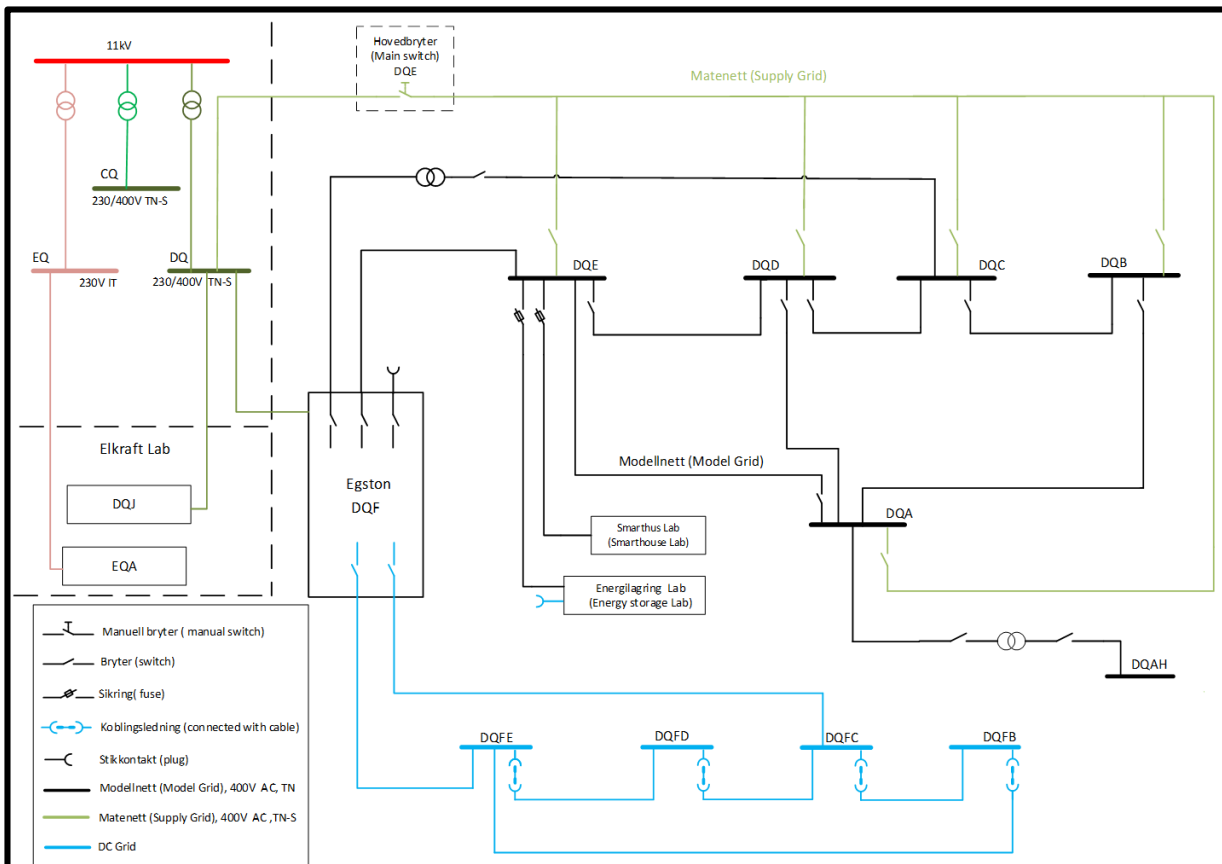 11kV
Hovedbryter
(Main switch)
DQE
Matenett (Supply Grid)
CQ
230/400V TN-S
EQ
230V IT
DQ
230/400V TN-S
DQE
DQD
DQC
DQB
Elkraft Lab
DQJ
EQA
Egston
DQF
Modellnett (Model Grid)
DQA
Smarthus Lab
(Smarthouse Lab)
Energilagring Lab
(Energy storage Lab)
DQAH
Manuell bryter ( manual switch)
Bryter (switch)
Sikring( fuse)
Koblingsledning (connected with cable)
Stikkontakt (plug)
Modellnett (Model Grid), 400V AC, TN
Matenett (Supply Grid), 400V AC ,TN-S
DC Grid
DQFE
DQFD
DQFC
DQFB